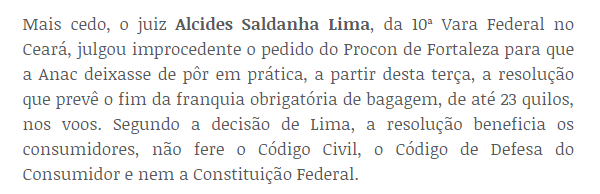 Mais cedo, o juiz Alcides Saldanha Lima, da 10ª Vara Federal no
Ceará, julgou improcedente o pedido do Procon de Fortaleza para que
a Anac deixasse de pôr em prática, a partir desta terça, a resolução
que prevê o fim da franquia obrigatória de bagagem, de até 23 quilos,
nos voos. Segundo a decisão de Lima, a resolução beneficia os
consumidores, não fere o Código Civil, o Código de Defesa do
Consumidor e nem a Constituição Federal.